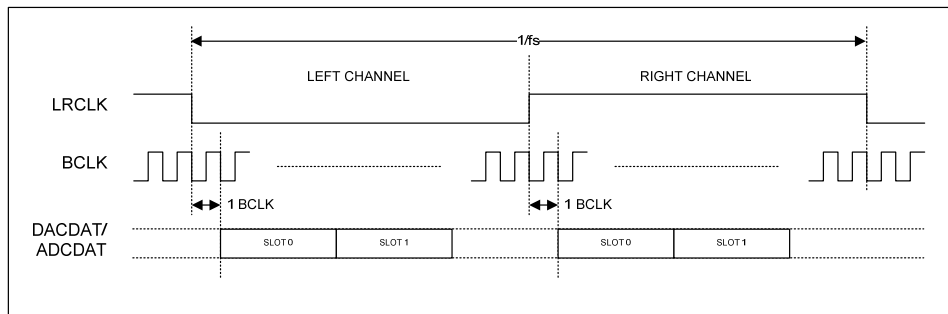 1/fs
LEFT CHANNEL RIGHT CHANNEL
LRCLK
BCLK
1 BCLK 1 BCLK
DACDAT/
ADCDAT
SLOT 0 SLOT 1 SLOT 0 SLOT 1